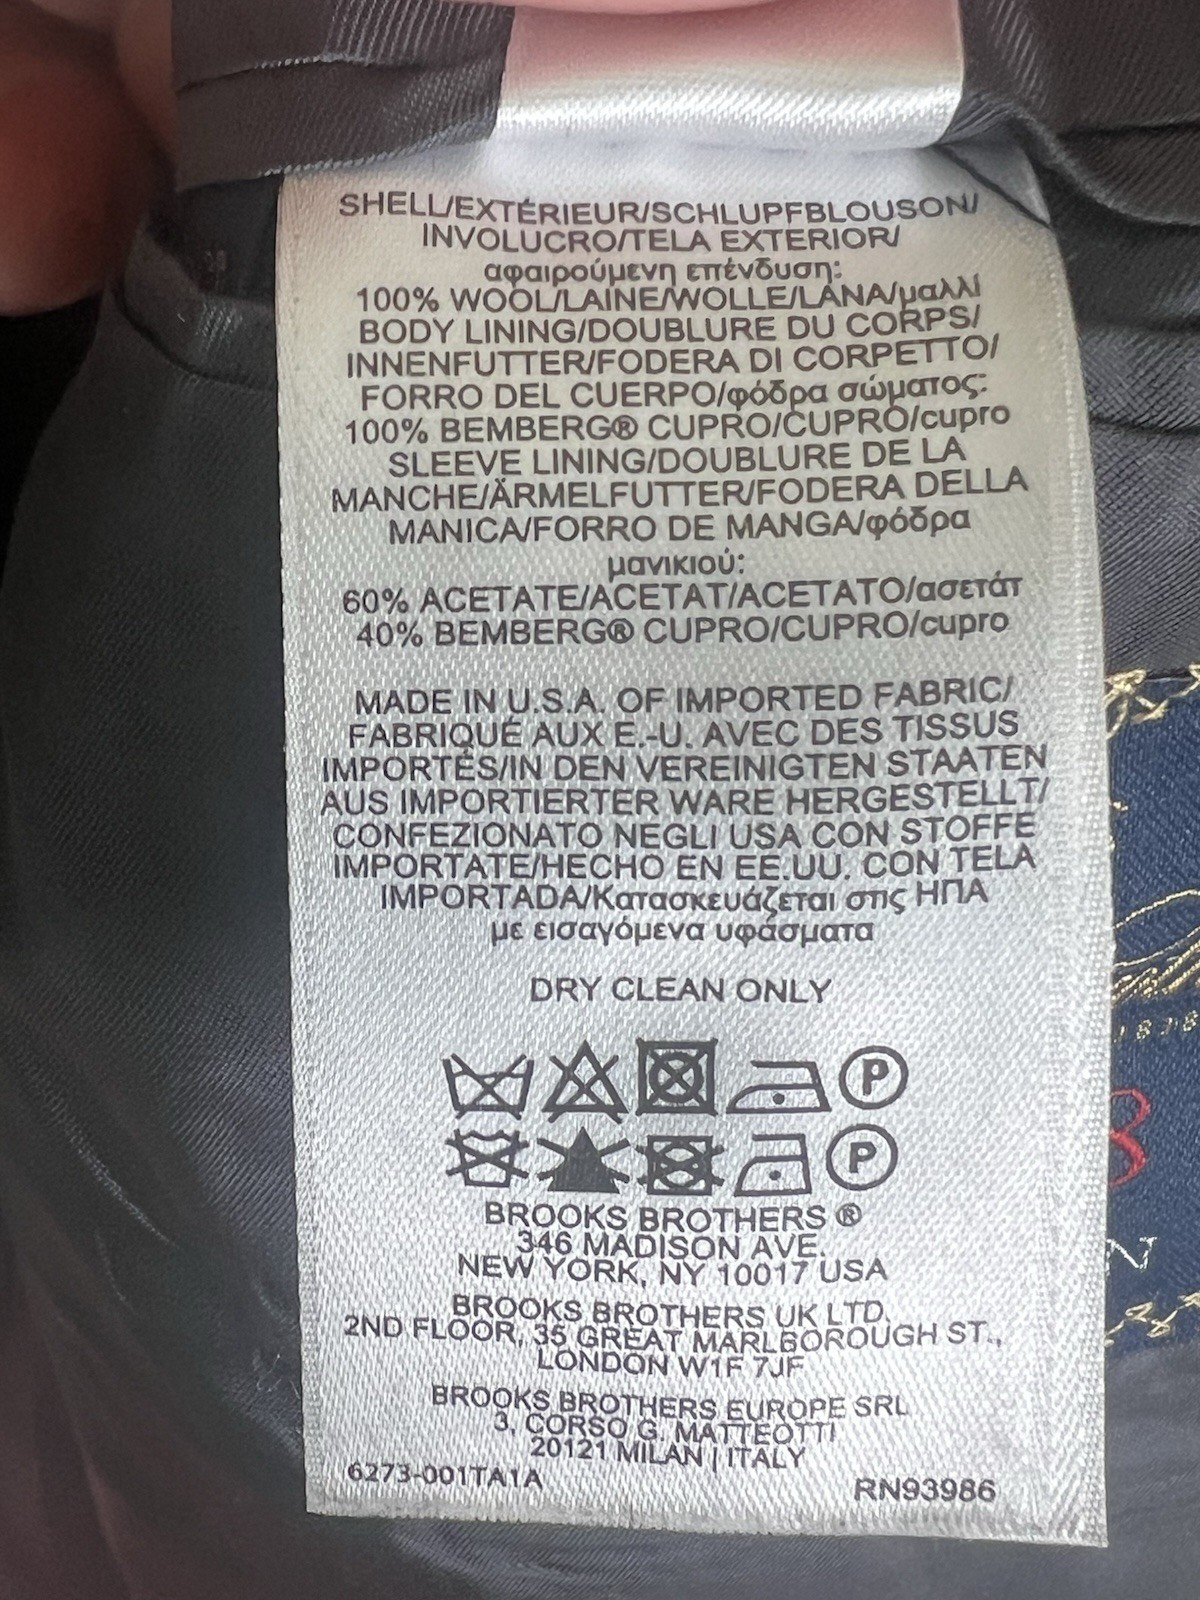 SHELL/EXTÉRIEUR/SCHLUPFBLOUSON/
INVOLUCRO/TELA EXTERIOR/
αφαιρούμενη επένδυση:
100% WOOL/LAINE/WOLLE/LANA/μαλλί
BODY LINING/DOUBLURE DU CORPS/
INNENFUTTER/FODERA DI CORPETTO/
FORRO DEL CUERPO/φόδρα σώματος:
100% BEMBERG® CUPRO/CUPRO/cupro
SLEEVE LINING/DOUBLURE DE LA
MANCHE/ÄRMELFUTTER/FODERA DELLA
MANICA/FORRO DE MANGA/φόδρα
μανικιού:
60% ACETATE/ACETAT/ACETATO/ασετάτ
40% BEMBERG® CUPRO/CUPRO/cupro
MADE IN U.S.A. OF IMPORTED FABRIC/
FABRIQUÉ AUX E.-U. AVEC DES TISSUS
IMPORTÉS/IN DEN VEREINIGTEN STAATEN
AUS IMPORTIERTER WARE HERGESTELLT/
CONFEZIONATO NEGLI USA CON STOFFE
IMPORTATE/HECHO EN EE.UU. CON TELA
IMPORTADA/Κατασκευάζεται στις ΗΠΑ
με εισαγόμενα υφάσματα
DRY CLEAN ONLY
P
P
BROOKS BROTHERS ®
346 MADISON AVE.
NEW YORK, NY 10017 USA
BROOKS BROTHERS UK LTD.
2ND FLOOR, 35 GREAT MARLBOROUGH ST.,
LONDON W1F 7JF
BROOKS BROTHERS EUROPE SRL
3, CORSO G. MATTEOTTI
20121 MILAN | ITALY
6273-001TA1A RN93986
1878
N